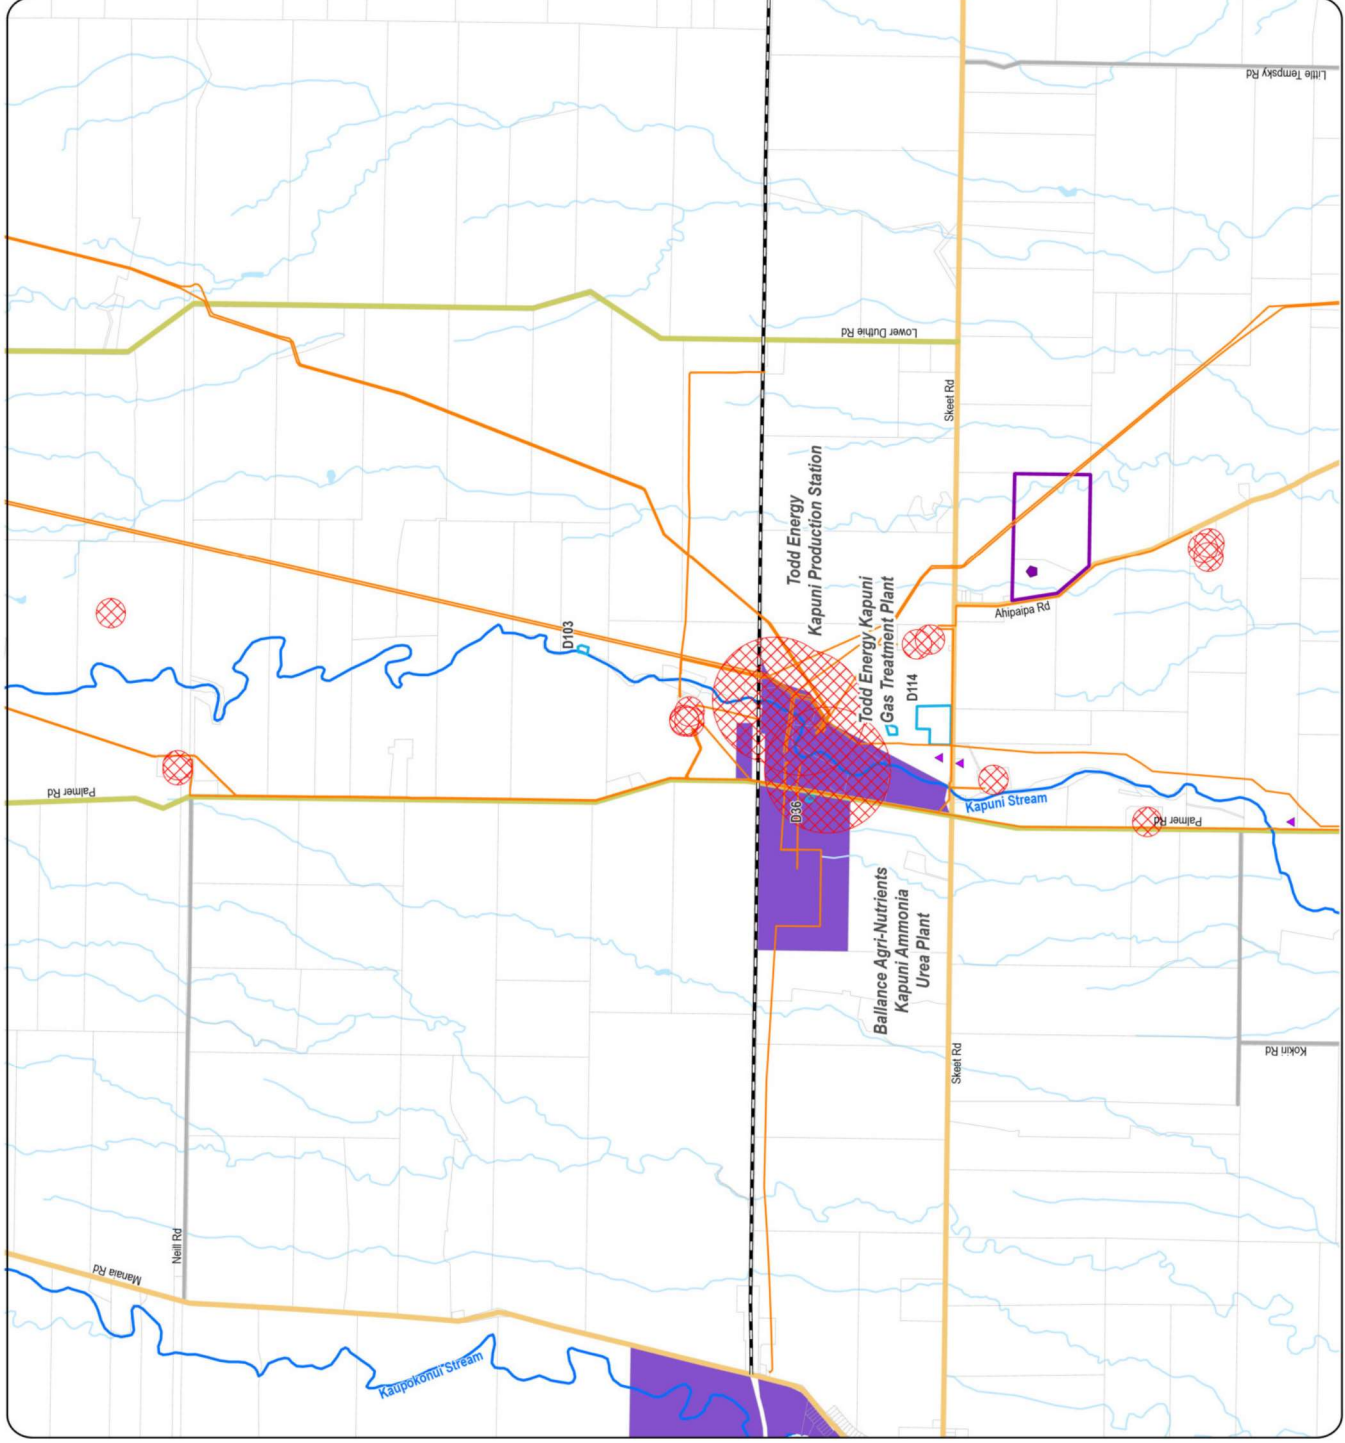 Little Tempsky Rd
Lower Duthie Rd
Skeet Rd
Todd Energy
Kapuni Production Station
Ahipaipa Rd
Todd Energy Kapuni
Gas Treatment Plant
D103
D114
Palmer Rd
Kapuni Stream
D36
Palmer Rd
Ballance Agri-Nutrients
Kapuni Ammonia
Urea Plant
Skeet Rd
Kokiri Rd
Neill Rd
Manaia Rd
Kaupokonui Stream